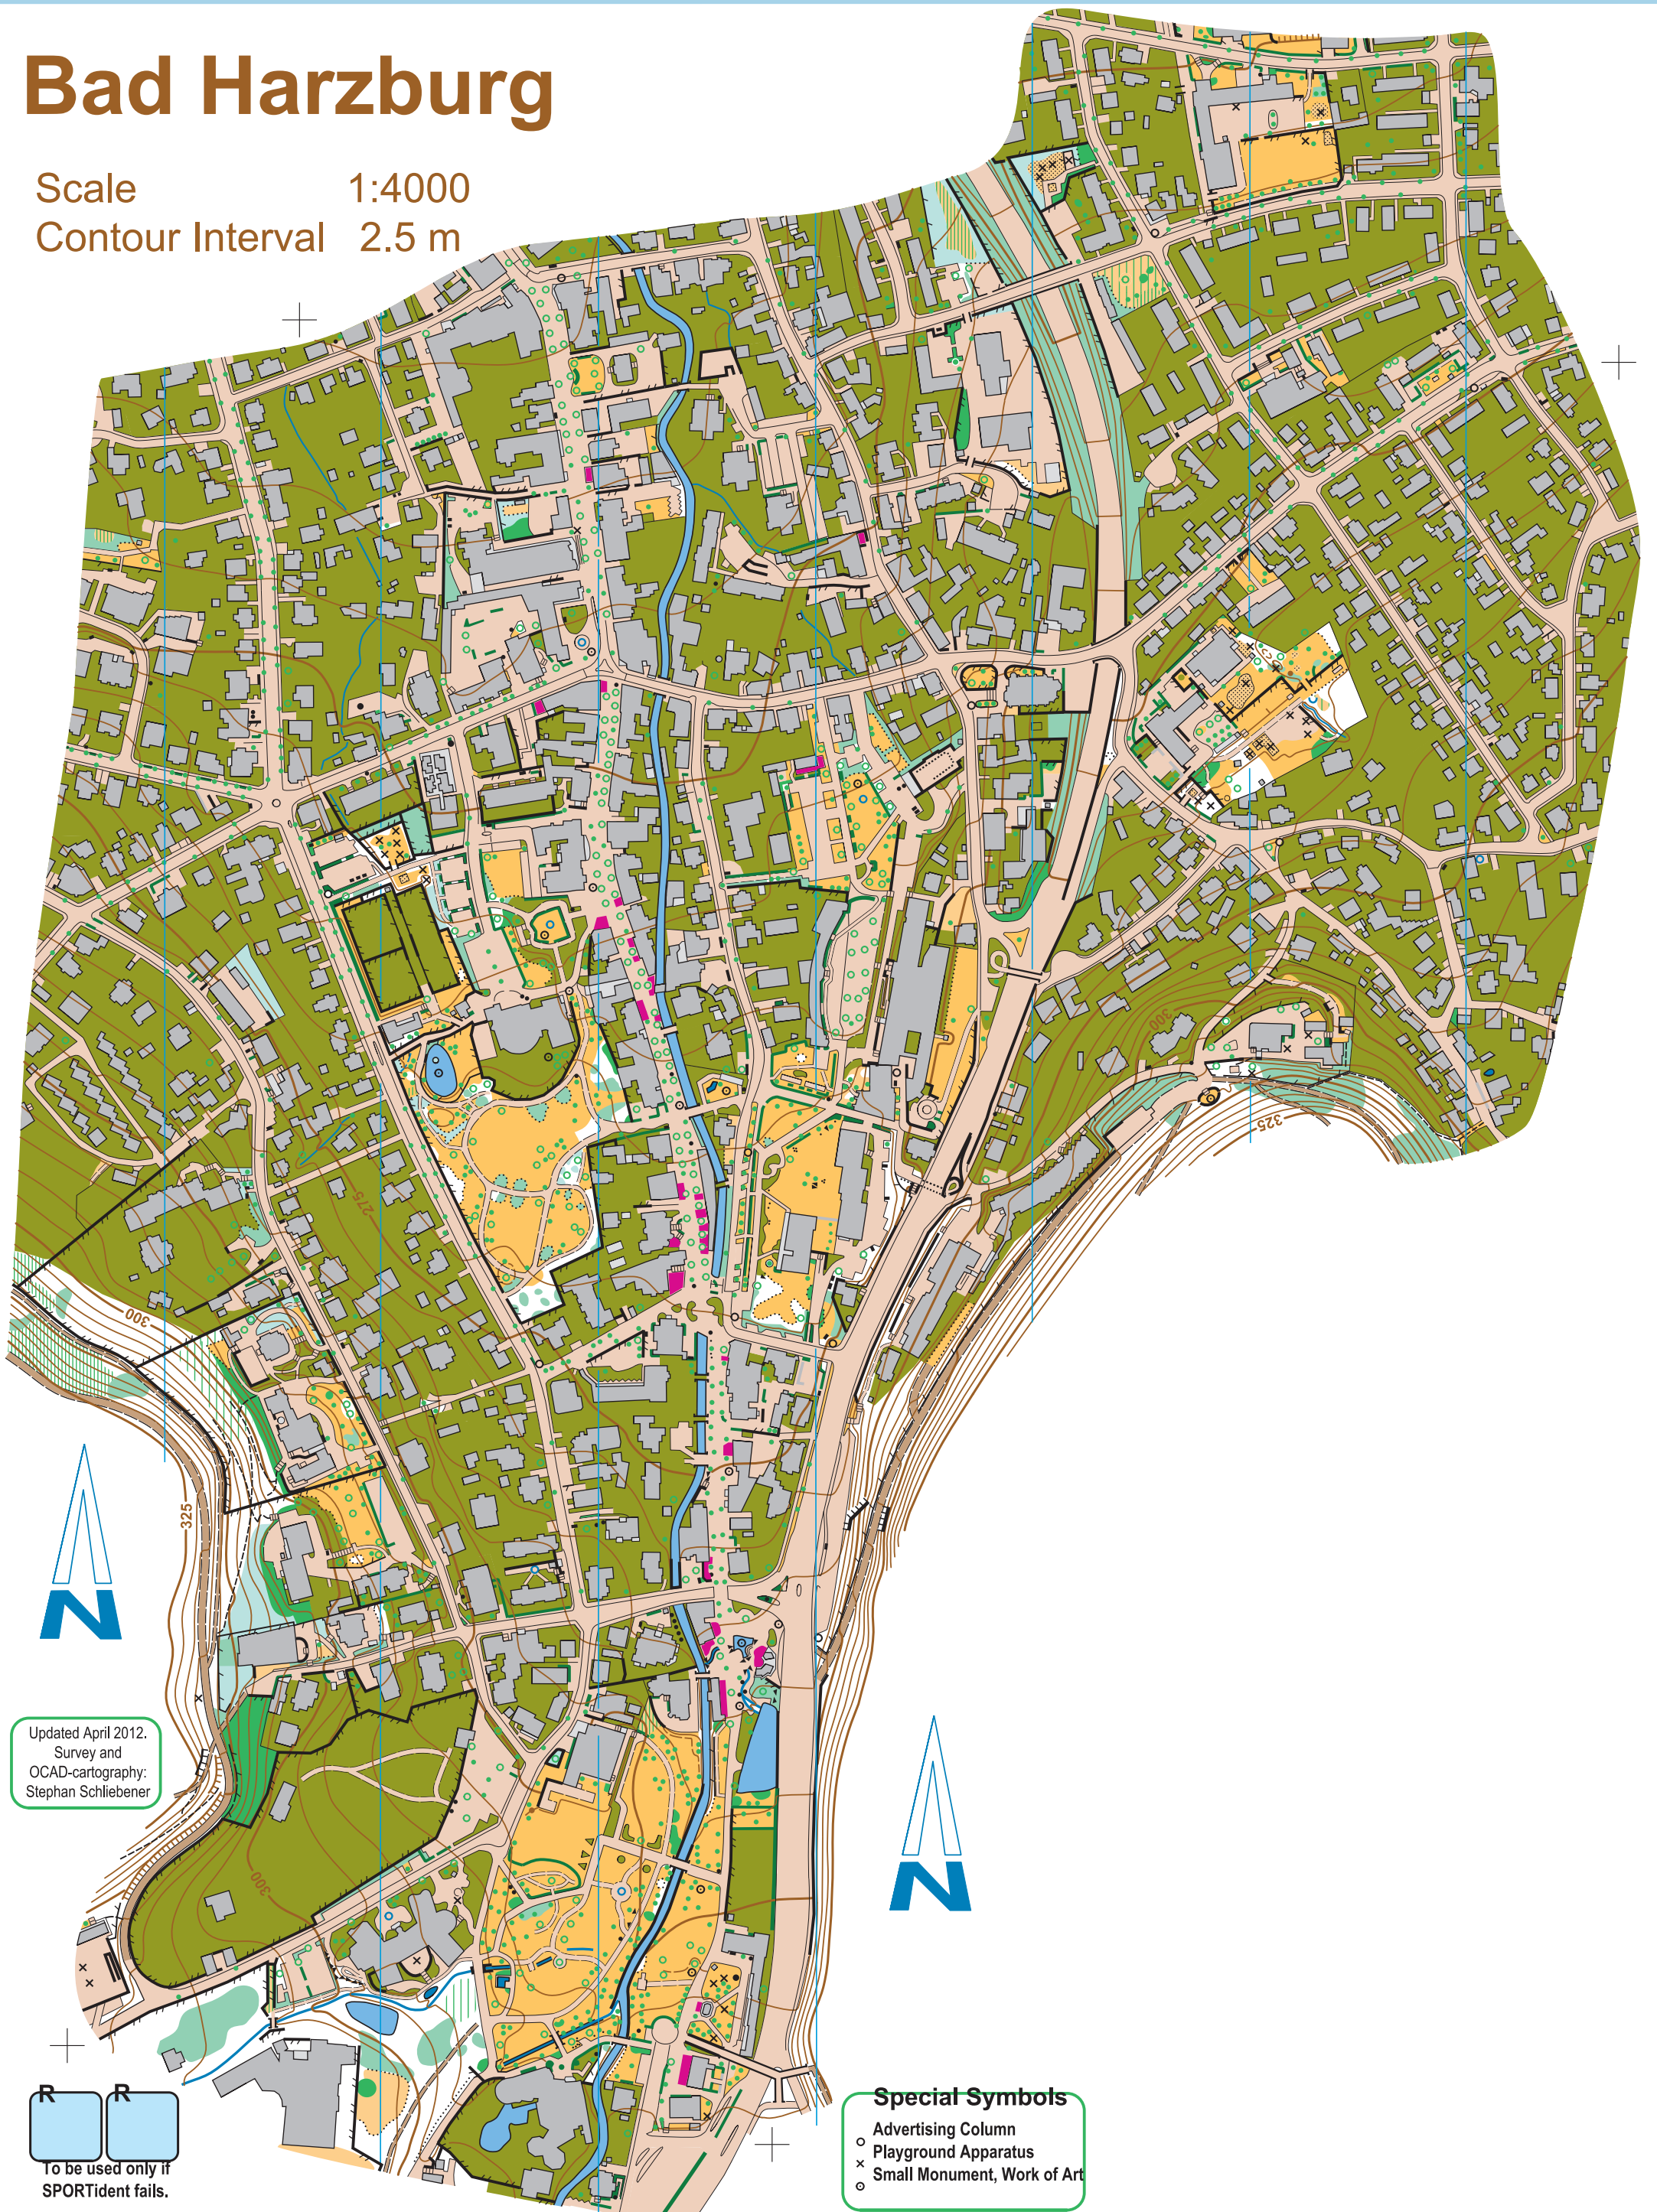 Bad Harzburg
Scale 1:4000
Contour Interval 2.5 m
300
325
275
300
325
300
N
N
Updated April 2012.
Survey and
OCAD-cartography:
Stephan Schliebener
R R
To be used only if
SPORTident fails.
Special Symbols
Advertising Column
Playground Apparatus
Small Monument, Work of Art